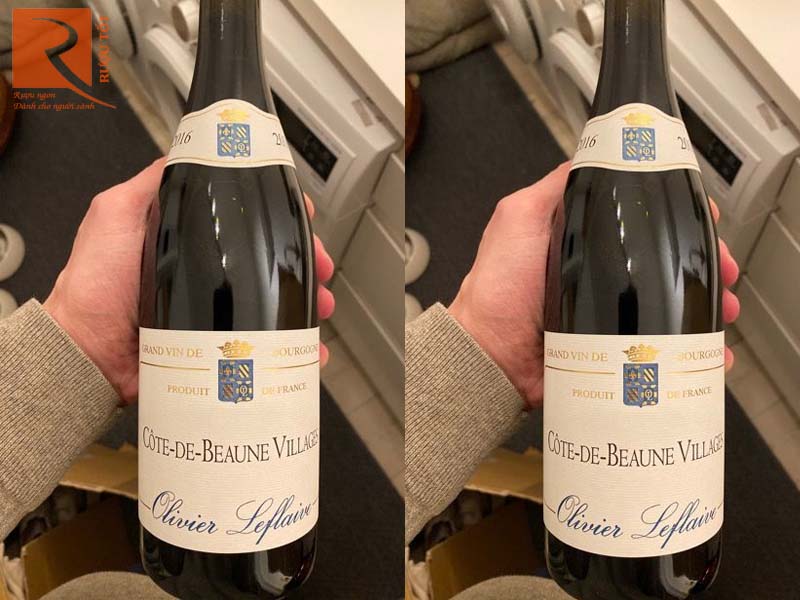 R
RƯỢU TỐT
Rượu ngon
Dành cho người sành
2016
GRAND VIN DE BOURGOGNE
PRODUIT DE FRANCE
CÔTE-DE-BEAUNE VILLAGES
Olivier Leflaive
2016
GRAND VIN DE BOURGOGNE
PRODUIT DE FRANCE
CÔTE-DE-BEAUNE VILLAGES
Olivier Leflaive